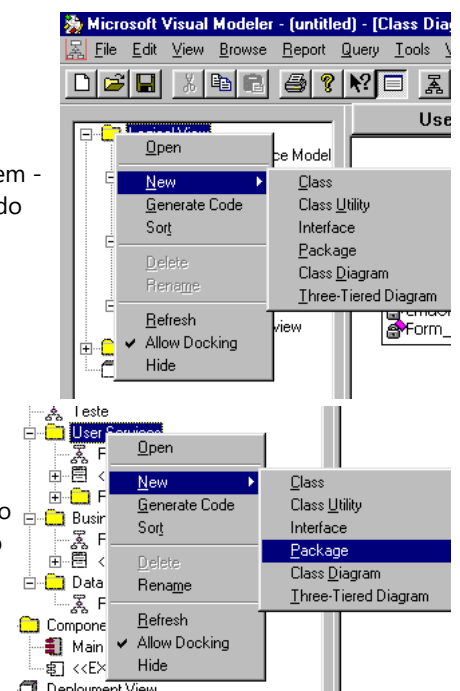 Microsoft Visual Modeler - (untitled) - [Class Dia
File Edit View Browse Report Query Tools
Use
Logical View
em -
do
Open
ce Model
New
Class
Generate Code
Class Utility
Sort
Interface
Package
Delete
Class Diagram
Rename
Three-Tiered Diagram
Refresh
view
Form_
Allow Docking
Hide
Teste
User Services
Open
F
New
Class
<
Generate Code
Class Utility
F
o
Busin
Sort
Interface
F
Package
<
Delete
Class Diagram
Data
Rename
Three-Tiered Diagram
F
Compone
Refresh
Main
Allow Docking
<<EX
Hide
Deployment View